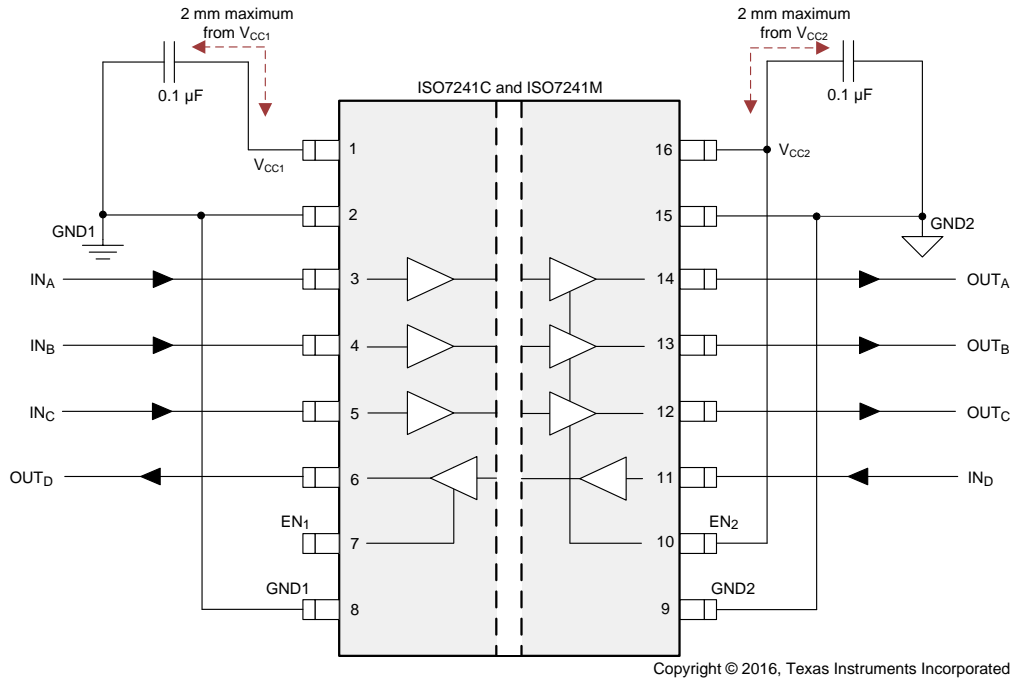 2 mm maximum
from VCC1
2 mm maximum
from VCC2
0.1 µF
0.1 µF
ISO7241C and ISO7241M
VCC1
1
16
VCC2
2
15
GND1
GND2
INA
3
14
OUTA
INB
4
13
OUTB
INC
5
12
OUTC
OUTD
6
11
IND
EN1
7
10
EN2
GND1
8
9
GND2
Copyright © 2016, Texas Instruments Incorporated